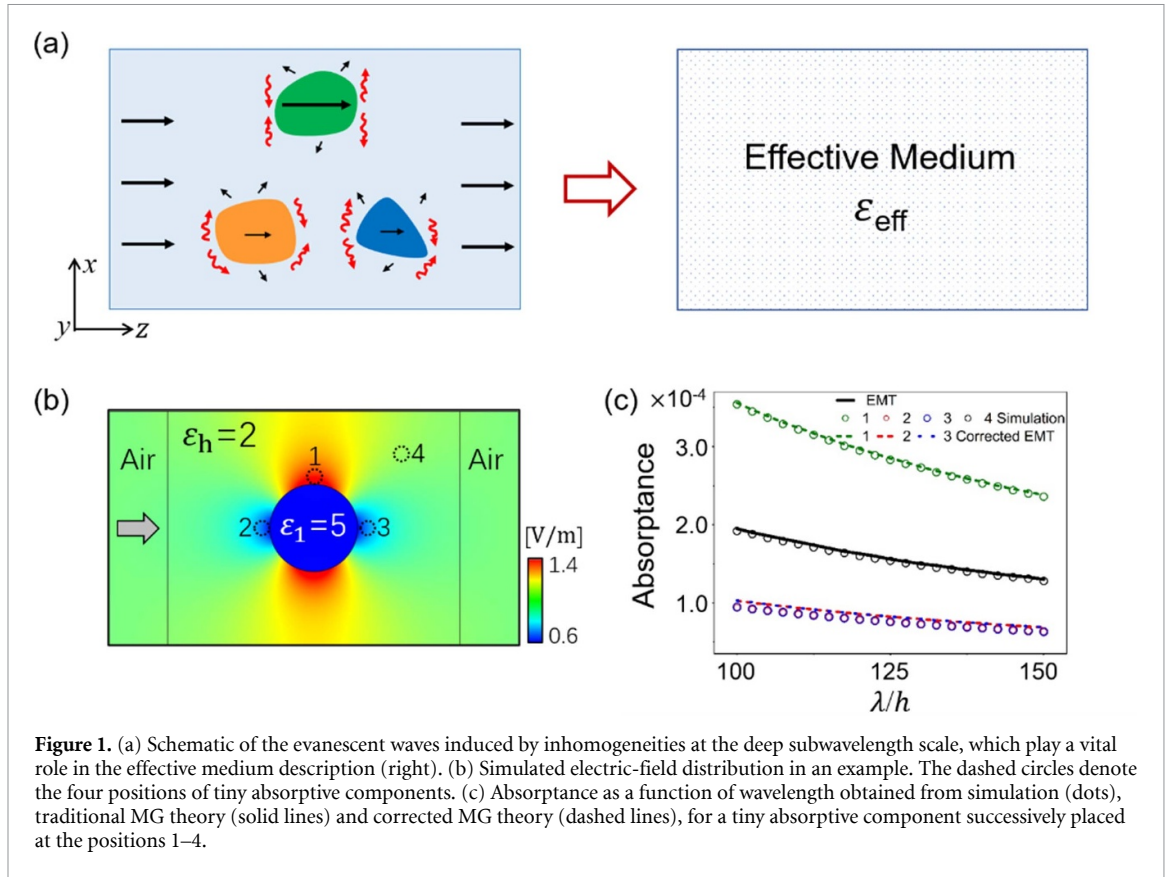 (a)
Effective Medium
εeff
x
y
z
(b)
Air
εh=2
1
4
Air
2
ε1=5
3
[V/m]
1.4
0.6
(c)
×10-4
EMT
1 2 3 4 Simulation
1 2 3 Corrected EMT
3.0
2.0
1.0
Absorptance
100 125 150
λ/h
Figure 1. (a) Schematic of the evanescent waves induced by inhomogeneities at the deep subwavelength scale, which play a vital
role in the effective medium description (right). (b) Simulated electric-field distribution in an example. The dashed circles denote
the four positions of tiny absorptive components. (c) Absorptance as a function of wavelength obtained from simulation (dots),
traditional MG theory (solid lines) and corrected MG theory (dashed lines), for a tiny absorptive component successively placed
at the positions 1–4.